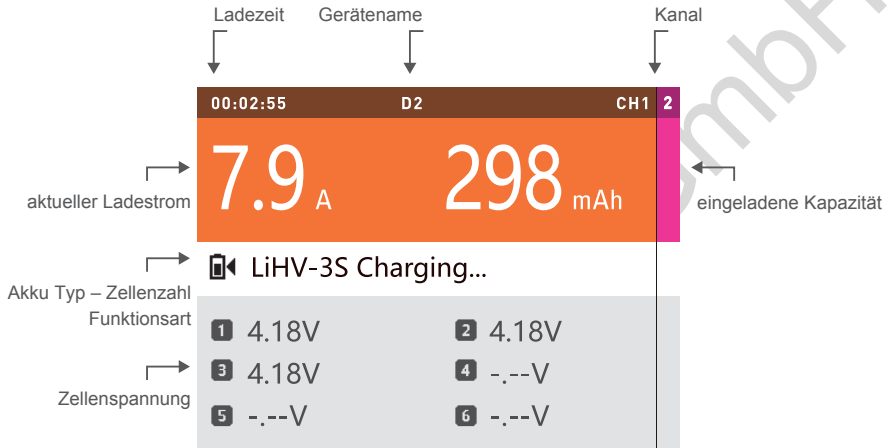 Ladezeit Gerätename Kanal
00:02:55 D2 CH1 2
7.9 A 298 mAh
aktueller Ladestrom
eingeladene Kapazität
LiHV-3S Charging...
Akku Typ – Zellenzahl
Funktionsart
1 4.18V 2 4.18V
3 4.18V 4 -.--V
Zellenspannung
5 -.--V 6 -.--V
mbH